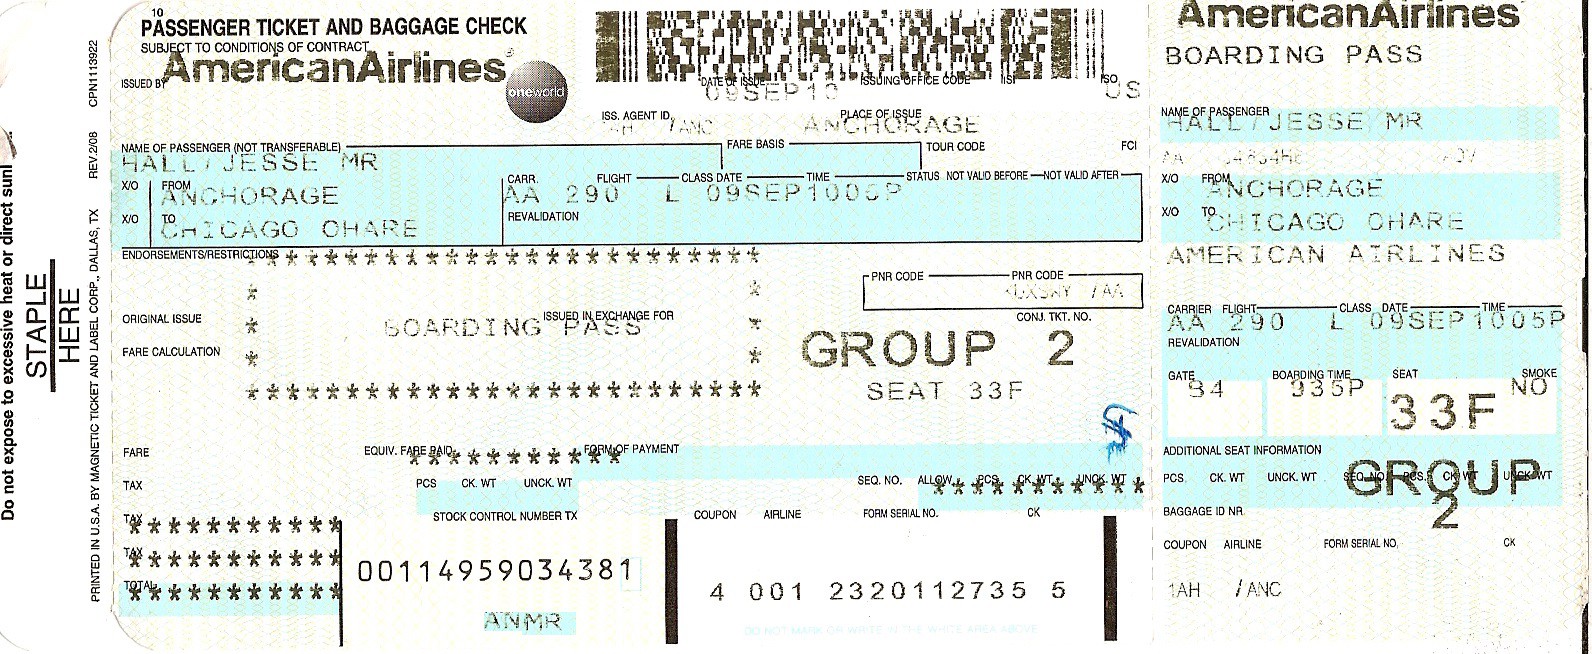 Do not expose to excessive heat or direct sunl
STAPLE
HERE
PRINTED IN U.S.A. BY MAGNETIC TICKET AND LABEL CORP., DALLAS, TX REV.2/08 CPN1113922
10
PASSENGER TICKET AND BAGGAGE CHECK
SUBJECT TO CONDITIONS OF CONTRACT
ISSUED BY AmericanAirlines
oneworld
DATE OF ISSUE ISSUING OFFICE CODE ISI ISO
09SEP10 US
ISS. AGENT ID. PLACE OF ISSUE
/ANC ANCHORAGE
NAME OF PASSENGER (NOT TRANSFERABLE) FARE BASIS TOUR CODE FCI
HALL/JESSE MR
X/O FROM CARR. FLIGHT CLASS DATE TIME STATUS NOT VALID BEFORE NOT VALID AFTER
ANCHORAGE AA 290 L 09SEP1005P
X/O TO REVALIDATION
CHICAGO OHARE
ENDORSEMENTS/RESTRICTIONS * * * * * * * * * * * * * * * * * * * * * * *
* *
PNR CODE PNR CODE
/AA
ORIGINAL ISSUE ISSUED IN EXCHANGE FOR CONJ. TKT. NO.
* BOARDING PASS *
FARE CALCULATION * * GROUP 2
* * * * * * * * * * * * * * * * * * * * * * * SEAT 33F
FARE EQUIV. FARE PAID FORM OF PAYMENT
* * * * * * * * * * *
TAX PCS CK. WT UNCK. WT SEQ. NO. ALLOW. PCS. CK. WT UNCK. WT
* * * * * * * * * * *
TAX * * * * * * * * * * * STOCK CONTROL NUMBER TX COUPON AIRLINE FORM SERIAL NO. CK
TAX * * * * * * * * * * *
00114959034381
TOTAL * * * * * * * * * * * 4 001 2320112735 5
ANMR
DO NOT MARK OR WRITE IN THE WHITE AREA ABOVE
AmericanAirlines
BOARDING PASS
NAME OF PASSENGER
HALL/JESSE MR
X/O FROM
ANCHORAGE
X/O TO
CHICAGO OHARE
AMERICAN AIRLINES
CARRIER FLIGHT CLASS DATE TIME
AA 290 L 09SEP1005P
REVALIDATION
GATE BOARDING TIME SEAT SMOKE
935P 33F NO
ADDITIONAL SEAT INFORMATION
PCS. CK. WT UNCK. WT SEQ. NO. PCS. CK. WT UNCK. WT
GROUP
2
BAGGAGE ID NR.
COUPON AIRLINE FORM SERIAL NO. CK
1AH /ANC